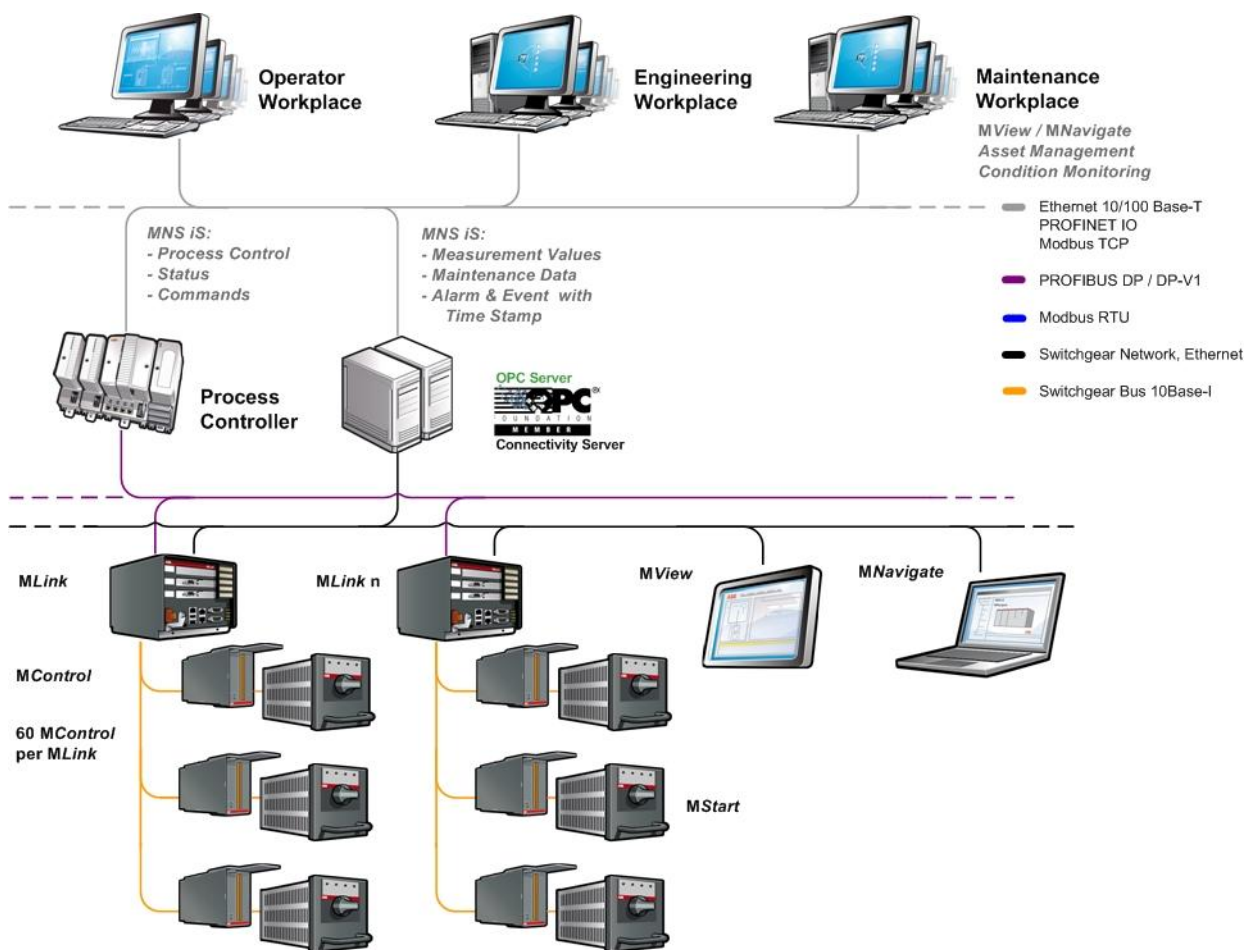 Operator
Workplace
Engineering
Workplace
Maintenance
Workplace
MView / MNavigate
Asset Management
Condition Monitoring
Ethernet 10/100 Base-T
PROFINET IO
Modbus TCP
PROFIBUS DP / DP-V1
Modbus RTU
Switchgear Network, Ethernet
Switchgear Bus 10Base-I
MNS iS:
- Process Control
- Status
- Commands
MNS iS:
- Measurement Values
- Maintenance Data
- Alarm & Event with
Time Stamp
Process
Controller
OPC Server
OPC
FOUNDATION
MEMBER
Connectivity Server
MLink
MLink n
MView
MNavigate
MControl
60 MControl
per MLink
MStart